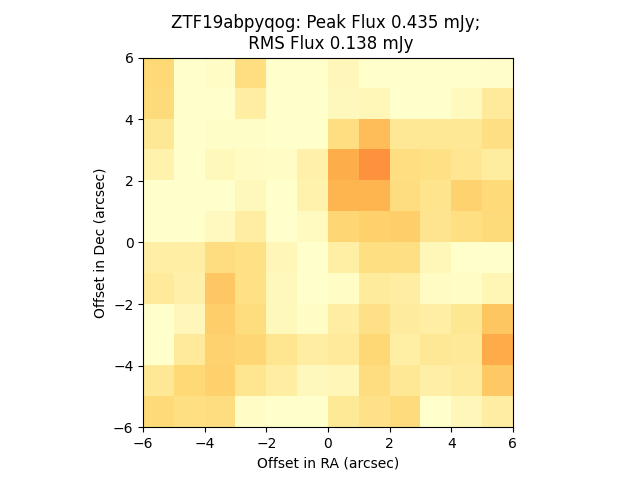 ZTF19abpyqog: Peak Flux 0.435 mJy;
RMS Flux 0.138 mJy
6
4
2
0
−2
−4
−6
Offset in Dec (arcsec)
−6 −4 −2 0 2 4 6
Offset in RA (arcsec)